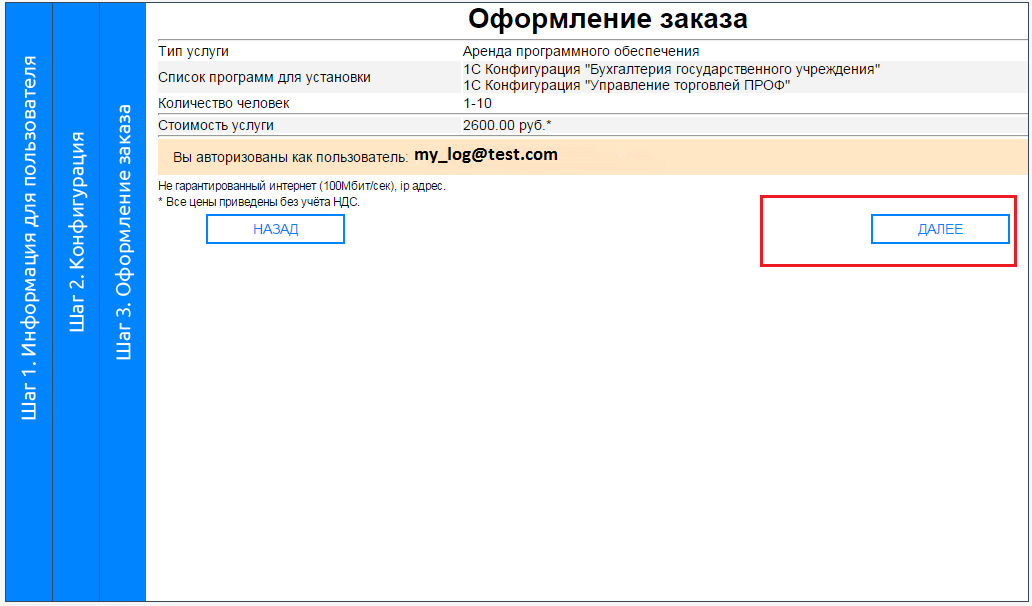 Шаг 1. Информация для пользователя
Шаг 2. Конфигурация
Шаг 3. Оформление заказа
Оформление заказа
Тип услуги Аренда программного обеспечения
Список программ для установки 1С Конфигурация "Бухгалтерия государственного учреждения"
1С Конфигурация "Управление торговлей ПРОФ"
Количество человек 1-10
Стоимость услуги 2600.00 руб.*
Вы авторизованы как пользователь: my_log@test.com
Не гарантированный интернет (100Мбит/сек), ip адрес.
* Все цены приведены без учёта НДС.
НАЗАД ДАЛЕЕ